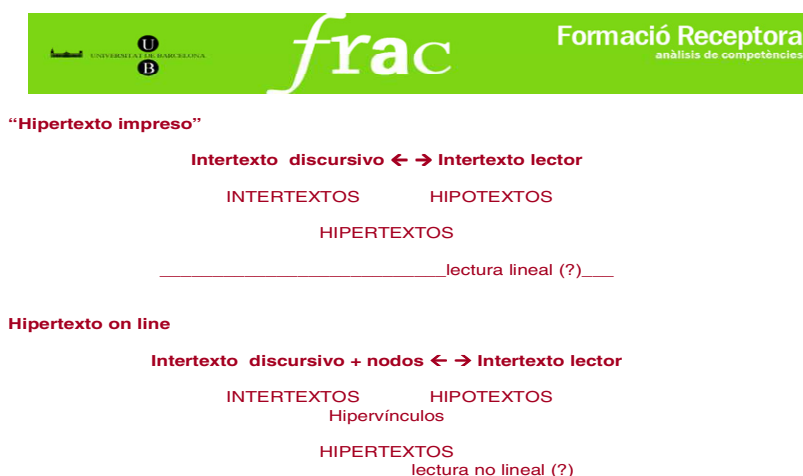 UNIVERSITAT DE BARCELONA
U
B
frac
Formació Receptora
anàlisis de competències
“Hipertexto impreso”
Intertexto discursivo ← → Intertexto lector
INTERTEXTOS HIPOTEXTOS
HIPERTEXTOS
______________________________lectura lineal (?)___
Hipertexto on line
Intertexto discursivo + nodos ← → Intertexto lector
INTERTEXTOS HIPOTEXTOS
Hipervínculos
HIPERTEXTOS
lectura no lineal (?)